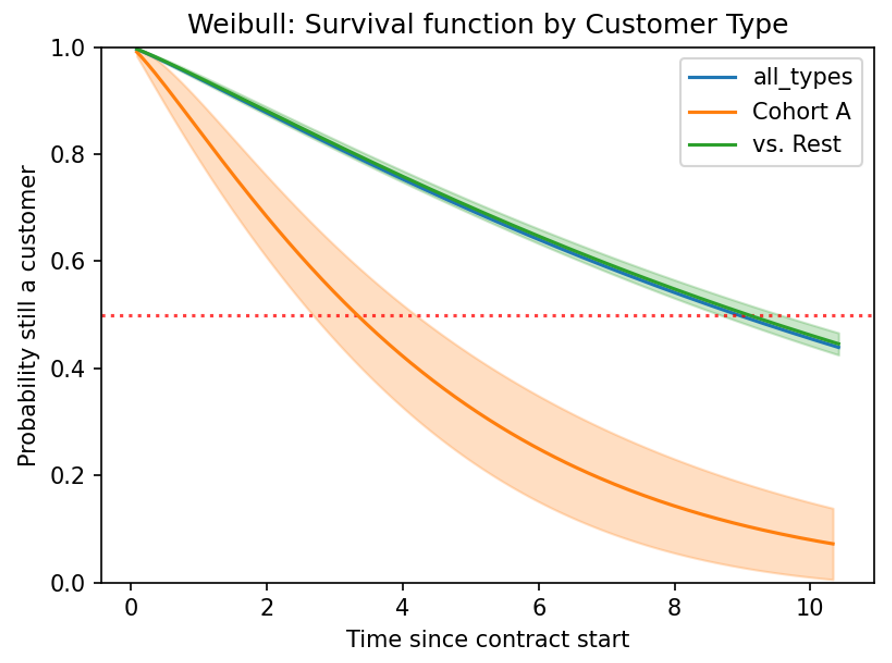 Weibull: Survival function by Customer Type
all_types
Cohort A
vs. Rest
Probability still a customer
1.0
0.8
0.6
0.4
0.2
0.0
0
2
4
6
8
10
Time since contract start